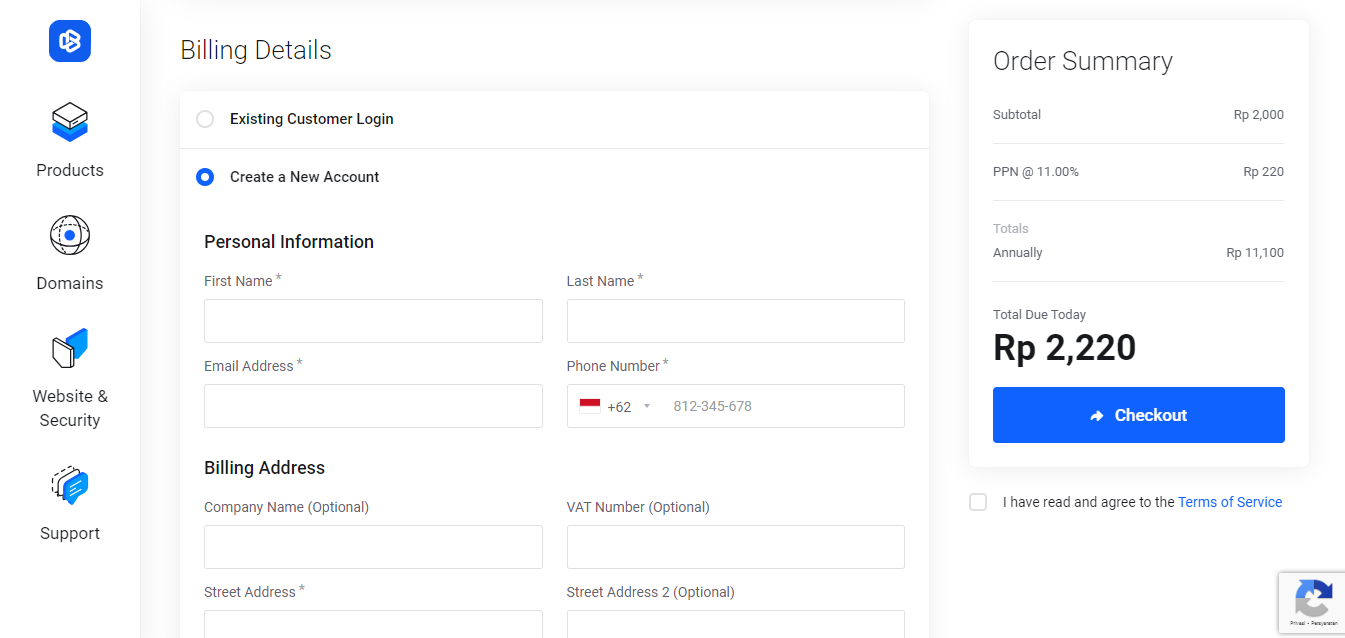 Products
Domains
Website &
Security
Support
Billing Details
Existing Customer Login
Create a New Account
Personal Information
First Name *
Last Name *
Email Address *
Phone Number *
+62 812-345-678
Billing Address
Company Name (Optional)
VAT Number (Optional)
Street Address *
Street Address 2 (Optional)
Order Summary
Subtotal Rp 2,000
PPN @ 11.00% Rp 220
Totals
Annually Rp 11,100
Total Due Today
Rp 2,220
Checkout
I have read and agree to the Terms of Service
Privasi - Persyaratan